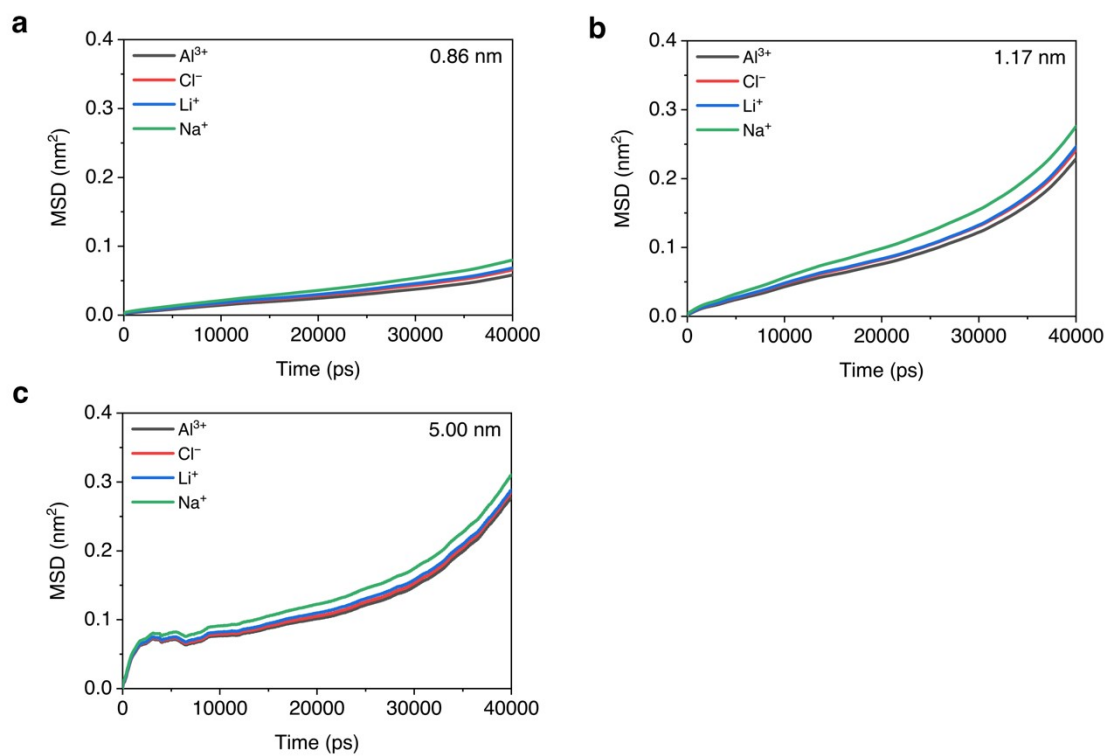 a
0.4
0.3
0.2
0.1
0.0
MSD (nm²)
Al³⁺
Cl⁻
Li⁺
Na⁺
0.86 nm
0 10000 20000 30000 40000
Time (ps)
b
0.4
0.3
0.2
0.1
0.0
MSD (nm²)
Al³⁺
Cl⁻
Li⁺
Na⁺
1.17 nm
0 10000 20000 30000 40000
Time (ps)
c
0.4
0.3
0.2
0.1
0.0
MSD (nm²)
Al³⁺
Cl⁻
Li⁺
Na⁺
5.00 nm
0 10000 20000 30000 40000
Time (ps)